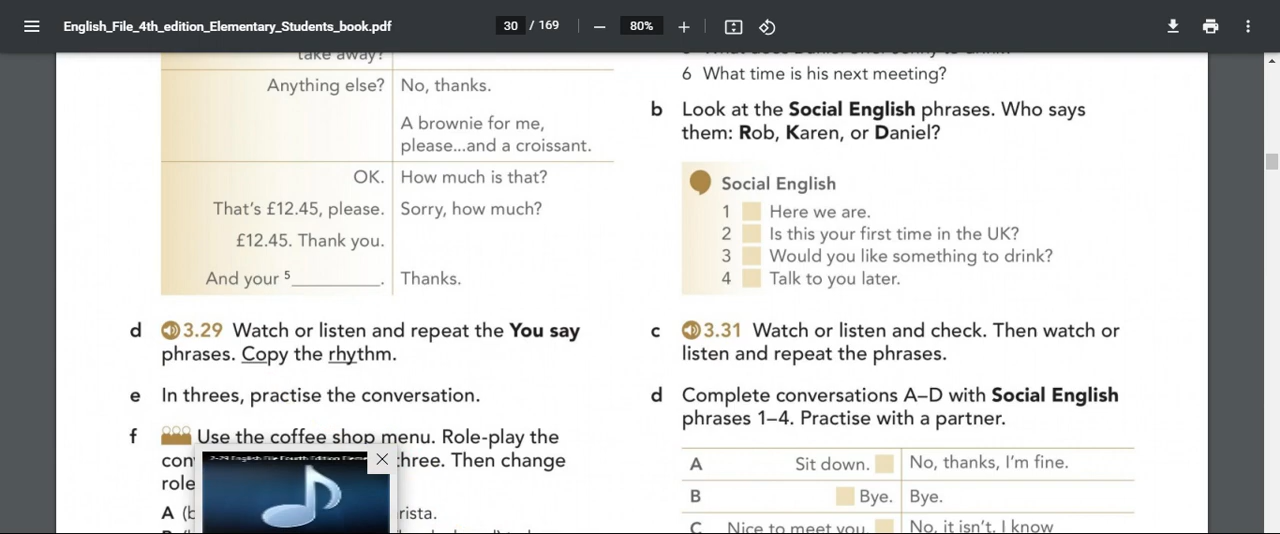 English_File_4th_edition_Elementary_Students_book.pdf
30 / 169
80%
take away?
Anything else? No, thanks.
A brownie for me,
please...and a croissant.
OK. How much is that?
That's £12.45, please. Sorry, how much?
£12.45. Thank you.
And your 5 ________. Thanks.
d 3.29 Watch or listen and repeat the You say
phrases. Copy the rhythm.
e In threes, practise the conversation.
f Use the coffee shop menu. Role-play the
three. Then change
role
A (b
rista.
6 What time is his next meeting?
b Look at the Social English phrases. Who says
them: Rob, Karen, or Daniel?
Social English
1 Here we are.
2 Is this your first time in the UK?
3 Would you like something to drink?
4 Talk to you later.
c 3.31 Watch or listen and check. Then watch or
listen and repeat the phrases.
d Complete conversations A–D with Social English
phrases 1–4. Practise with a partner.
A Sit down. No, thanks, I'm fine.
B Bye. Bye.
C Nice to meet you. No, it isn't. I know